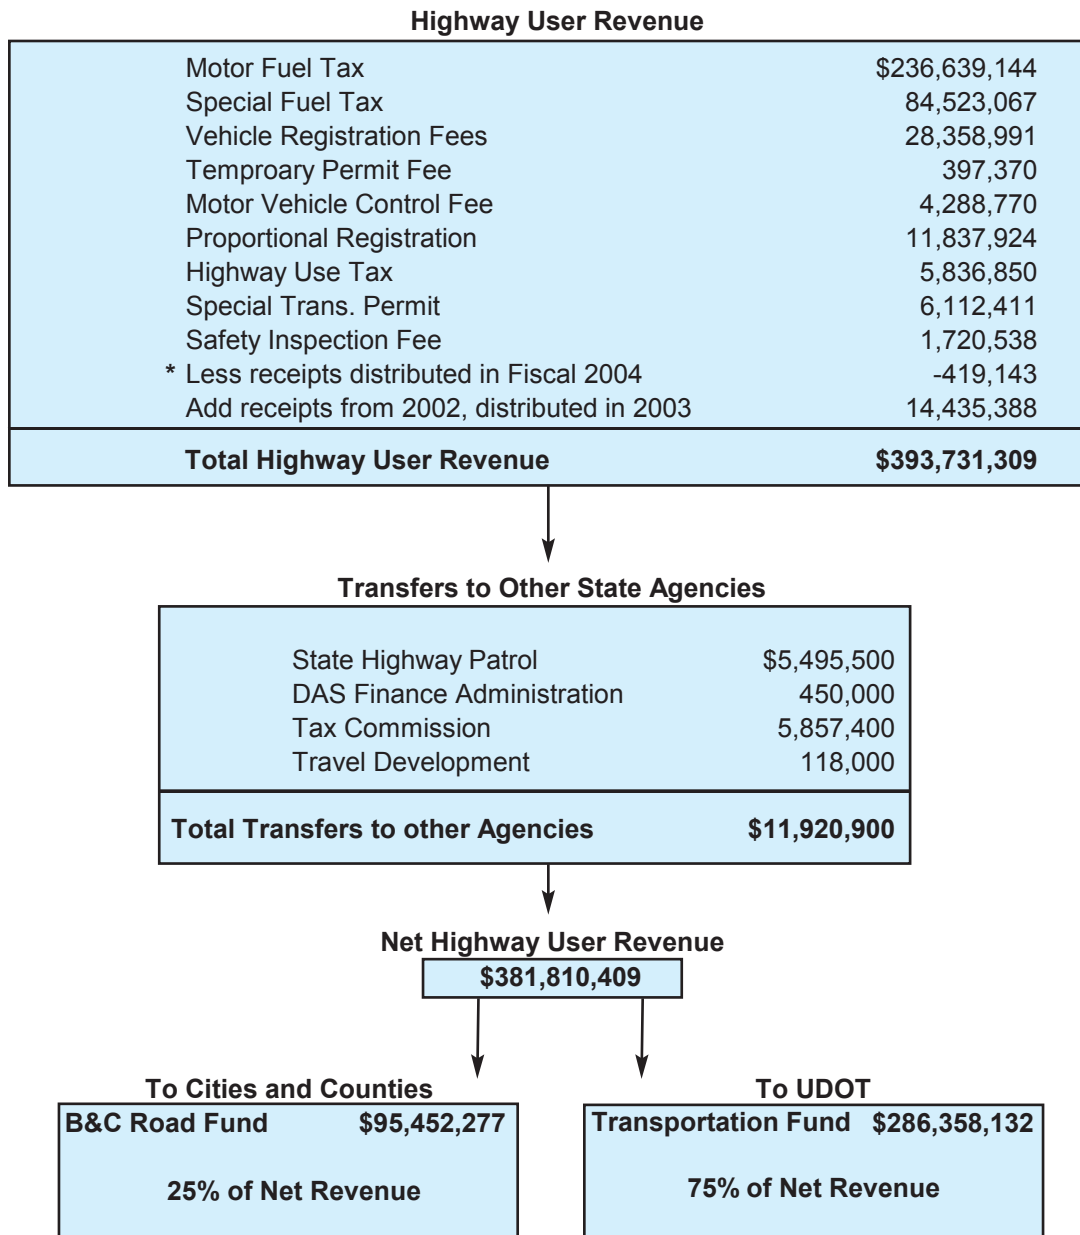 Highway User Revenue
Motor Fuel Tax $236,639,144
Special Fuel Tax 84,523,067
Vehicle Registration Fees 28,358,991
Temproary Permit Fee 397,370
Motor Vehicle Control Fee 4,288,770
Proportional Registration 11,837,924
Highway Use Tax 5,836,850
Special Trans. Permit 6,112,411
Safety Inspection Fee 1,720,538
* Less receipts distributed in Fiscal 2004 -419,143
Add receipts from 2002, distributed in 2003 14,435,388
Total Highway User Revenue $393,731,309
Transfers to Other State Agencies
State Highway Patrol $5,495,500
DAS Finance Administration 450,000
Tax Commission 5,857,400
Travel Development 118,000
Total Transfers to other Agencies $11,920,900
Net Highway User Revenue
$381,810,409
To Cities and Counties
B&C Road Fund $95,452,277
25% of Net Revenue
To UDOT
Transportation Fund $286,358,132
75% of Net Revenue